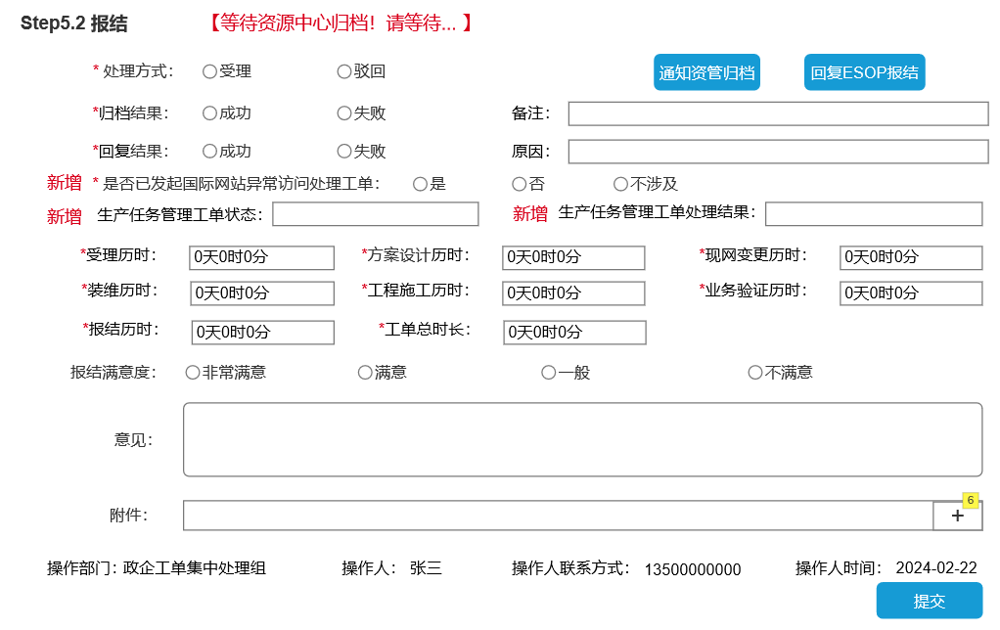 Step5.2 报结 【等待资源中心归档！请等待... 】
* 处理方式： 受理 驳回 通知资管归档 回复ESOP报结
*归档结果： 成功 失败 备注：
*回复结果： 成功 失败 原因：
新增 * 是否已发起国际网站异常访问处理工单： 是 否 不涉及
新增 生产任务管理工单状态： 新增 生产任务管理工单处理结果：
*受理历时： 0天0时0分 *方案设计历时： 0天0时0分 *现网变更历时： 0天0时0分
*装维历时： 0天0时0分 *工程施工历时： 0天0时0分 *业务验证历时： 0天0时0分
*报结历时： 0天0时0分 *工单总时长： 0天0时0分
报结满意度： 非常满意 满意 一般 不满意
意见：
附件： + 6
操作部门：政企工单集中处理组 操作人： 张三 操作人联系方式： 13500000000 操作人时间： 2024-02-22
提交